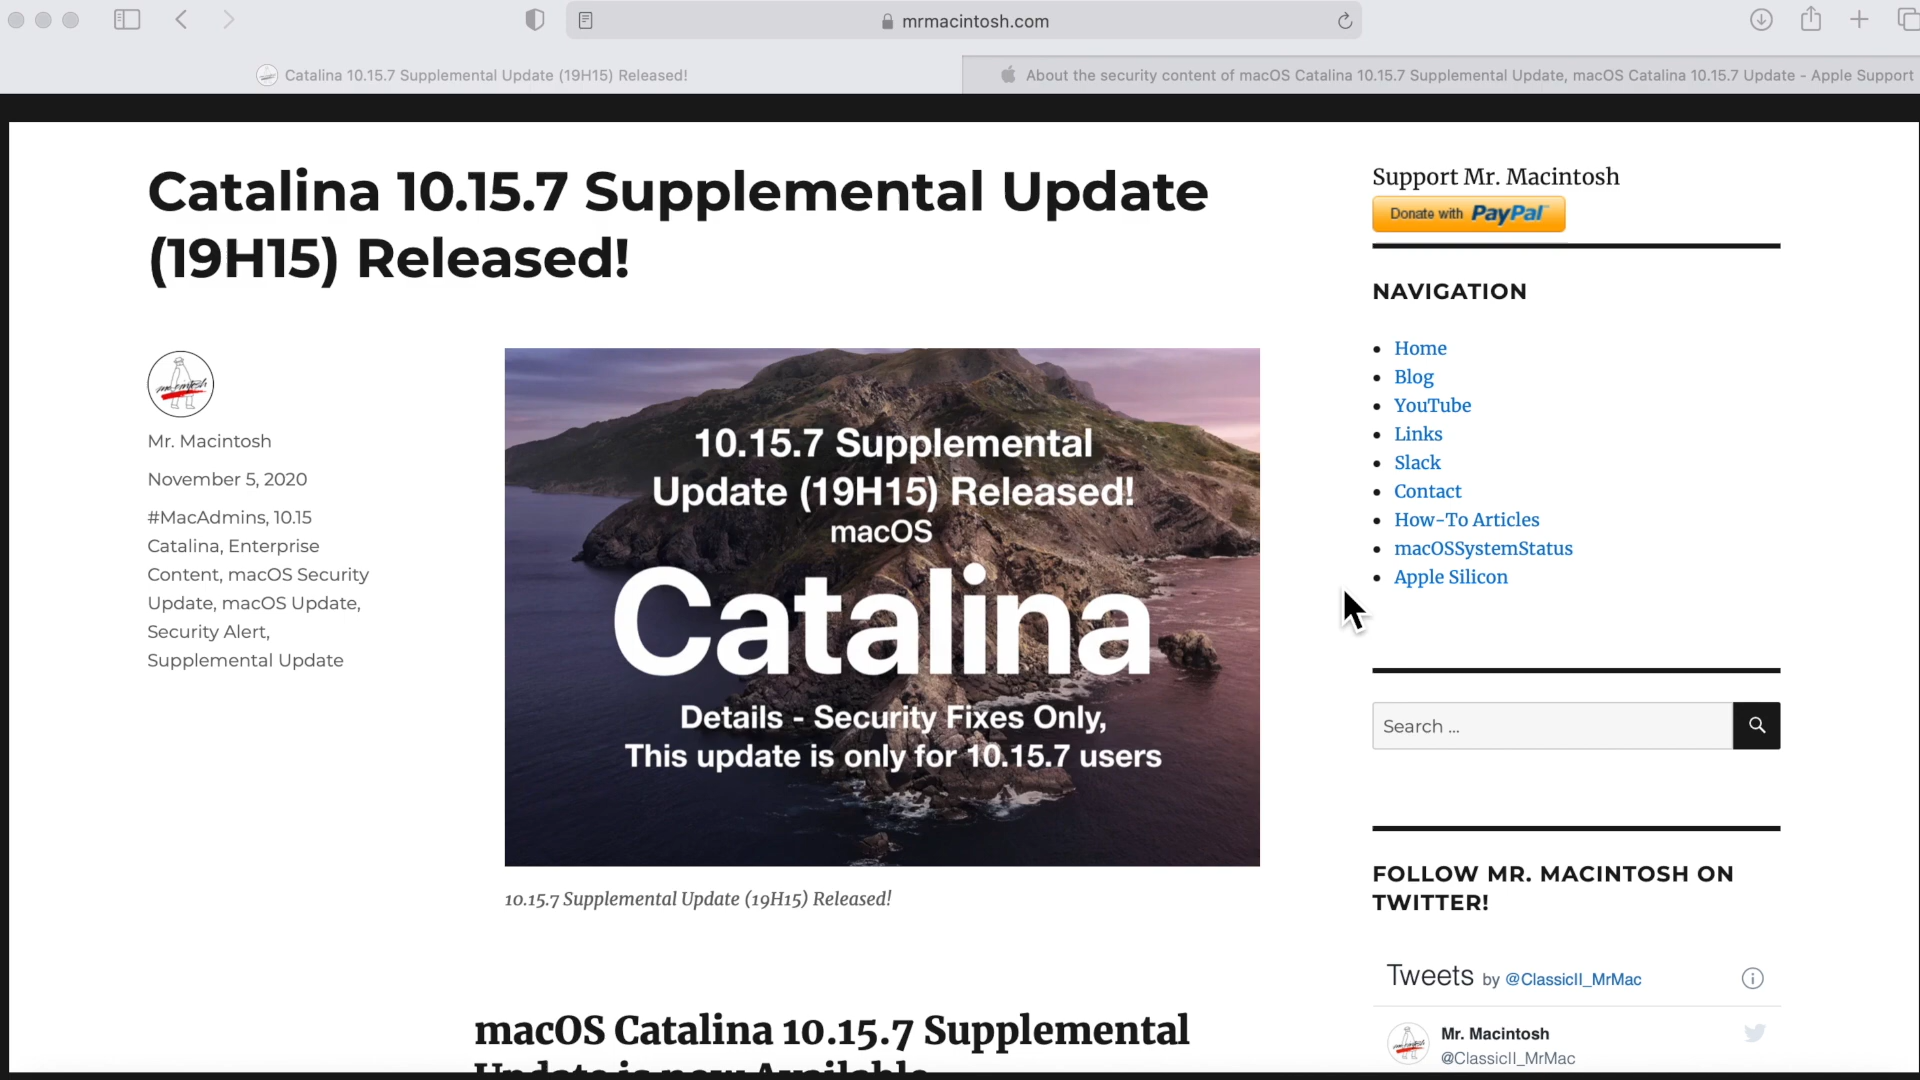 mrmacintosh.com
Catalina 10.15.7 Supplemental Update (19H15) Released!
About the security content of macOS Catalina 10.15.7 Supplemental Update, macOS Catalina 10.15.7 Update - Apple Support
Catalina 10.15.7 Supplemental Update
(19H15) Released!
Mr. Macintosh
November 5, 2020
#MacAdmins, 10.15
Catalina, Enterprise
Content, macOS Security
Update, macOS Update,
Security Alert,
Supplemental Update
10.15.7 Supplemental
Update (19H15) Released!
macOS
Catalina
Details - Security Fixes Only,
This update is only for 10.15.7 users
10.15.7 Supplemental Update (19H15) Released!
macOS Catalina 10.15.7 Supplemental
Update is now Available
Support Mr. Macintosh
Donate with PayPal
NAVIGATION
Home
Blog
YouTube
Links
Slack
Contact
How-To Articles
macOSSystemStatus
Apple Silicon
Search ...
FOLLOW MR. MACINTOSH ON
TWITTER!
Tweets by @ClassicII_MrMac
Mr. Macintosh
@ClassicII_MrMac